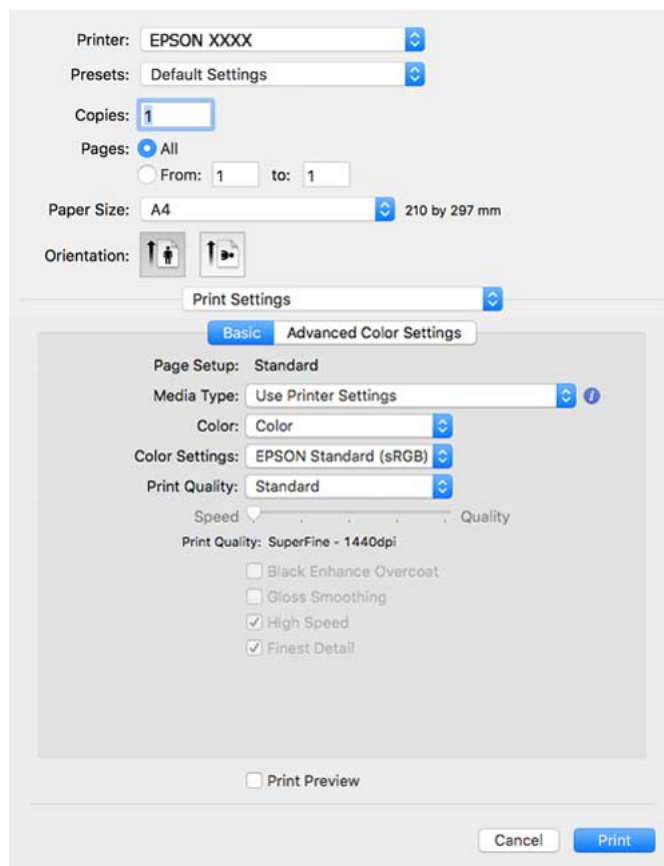 Printer: EPSON XXXX
Presets: Default Settings
Copies: 1
Pages: All
From: 1 to: 1
Paper Size: A4 210 by 297 mm
Orientation:
Print Settings
Basic Advanced Color Settings
Page Setup: Standard
Media Type: Use Printer Settings
Color: Color
Color Settings: EPSON Standard (sRGB)
Print Quality: Standard
Speed Quality
Print Quality: SuperFine - 1440dpi
Black Enhance Overcoat
Gloss Smoothing
High Speed
Finest Detail
Print Preview
Cancel Print